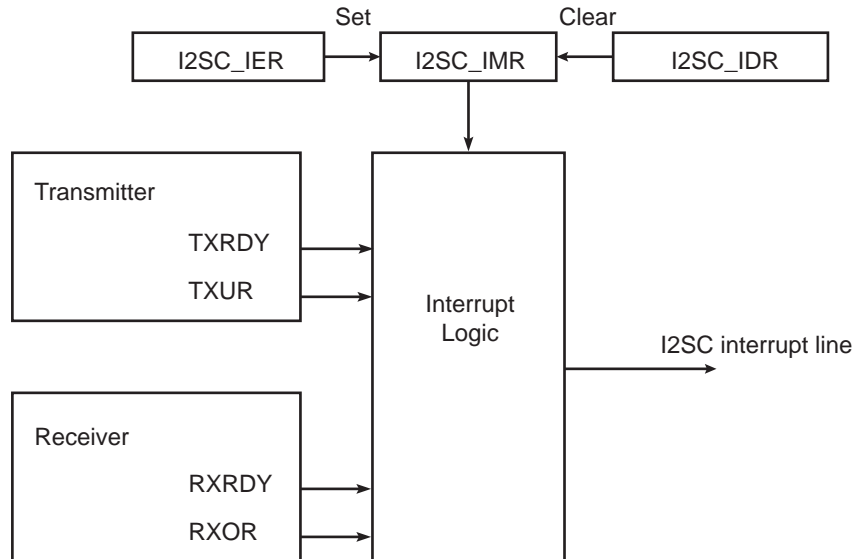 Set
Clear
I2SC_IER
I2SC_IMR
I2SC_IDR
Transmitter
TXRDY
TXUR
Interrupt
Logic
I2SC interrupt line
Receiver
RXRDY
RXOR